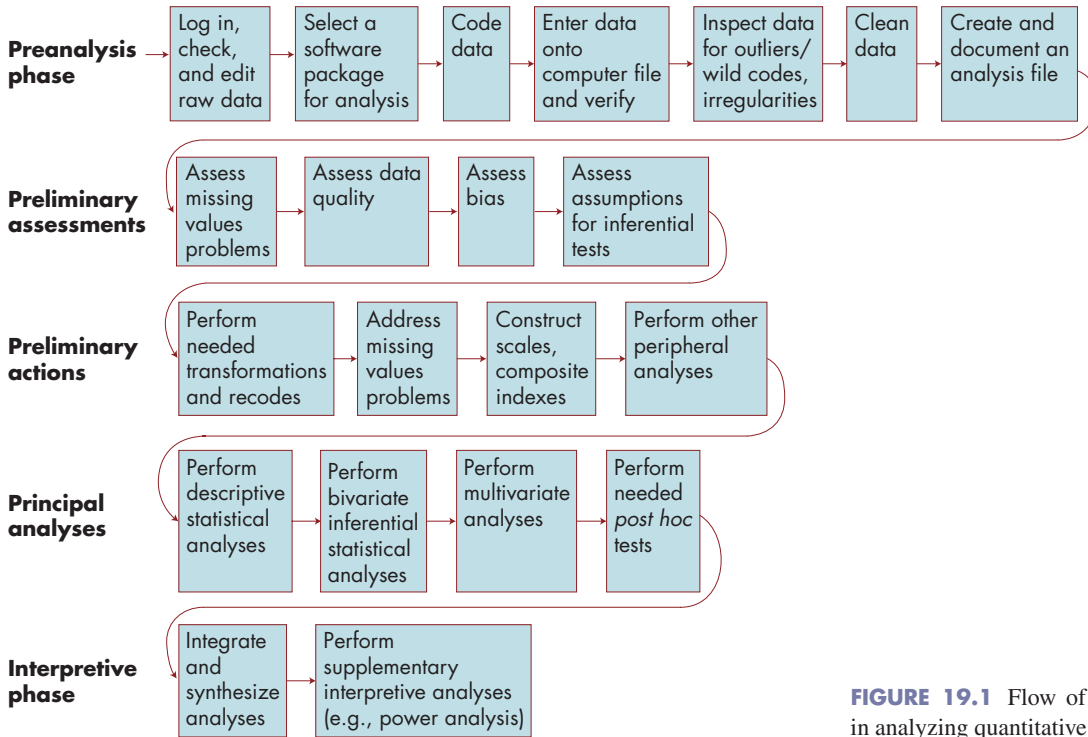 Preanalysis
phase
Log in,
check,
and edit
raw data
Select a
software
package
for analysis
Code
data
Enter data
onto
computer file
and verify
Inspect data
for outliers/
wild codes,
irregularities
Clean
data
Create and
document an
analysis file
Preliminary
assessments
Assess
missing
values
problems
Assess data
quality
Assess
bias
Assess
assumptions
for inferential
tests
Preliminary
actions
Perform
needed
transformations
and recodes
Address
missing
values
problems
Construct
scales,
composite
indexes
Perform other
peripheral
analyses
Principal
analyses
Perform
descriptive
statistical
analyses
Perform
bivariate
inferential
statistical
analyses
Perform
multivariate
analyses
Perform
needed
post hoc
tests
Interpretive
phase
Integrate
and
synthesize
analyses
Perform
supplementary
interpretive analyses
(e.g., power analysis)
FIGURE 19.1 Flow of
in analyzing quantitative